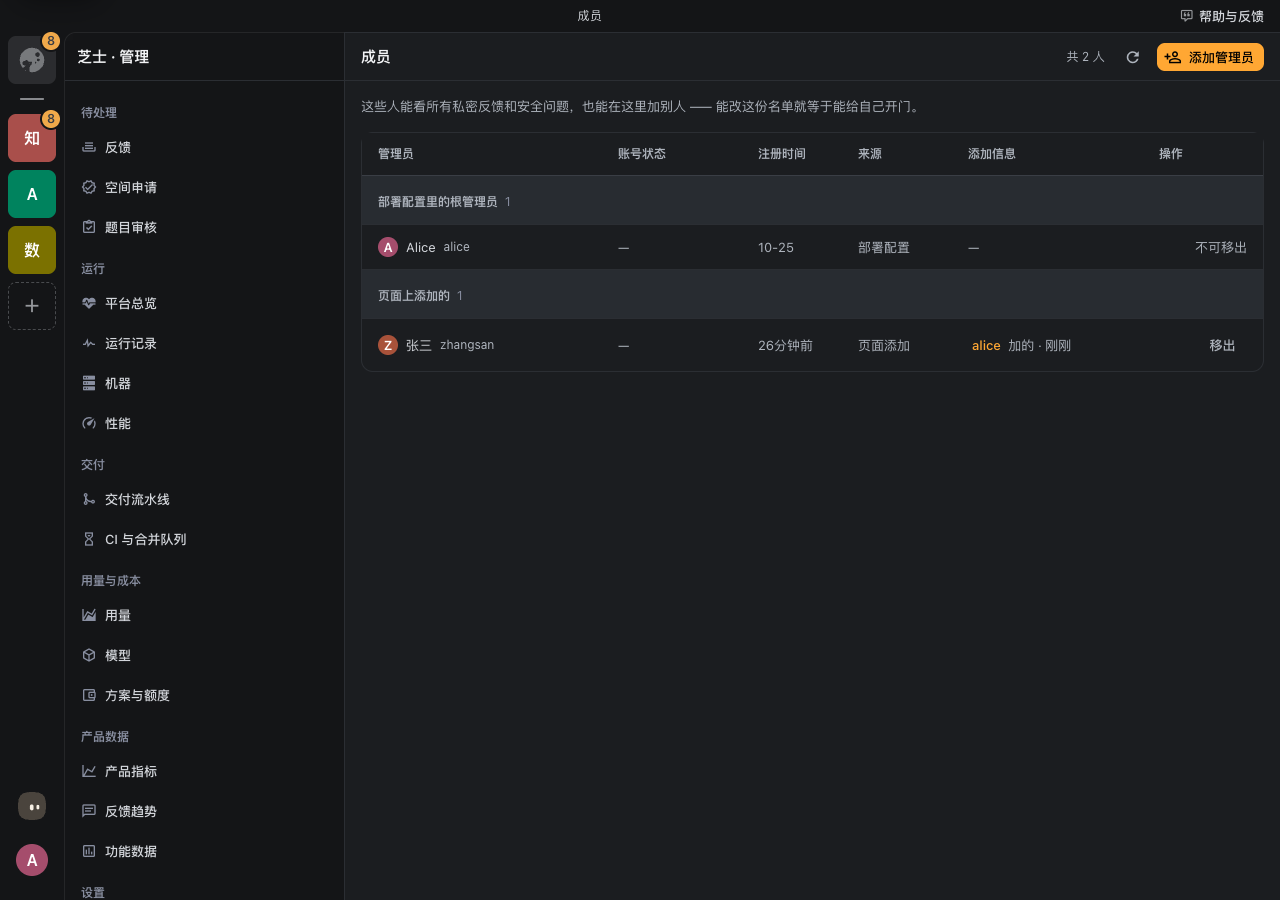 成员
帮助与反馈
8
知
8
A
数
A
芝士 · 管理
待处理
反馈
空间申请
题目审核
运行
平台总览
运行记录
机器
性能
交付
交付流水线
CI 与合并队列
用量与成本
用量
模型
方案与额度
产品数据
产品指标
反馈趋势
功能数据
设置
成员
共 2 人
添加管理员
这些人能看所有私密反馈和安全问题，也能在这里加别人 —— 能改这份名单就等于能给自己开门。
管理员 账号状态 注册时间 来源 添加信息 操作
部署配置里的根管理员 1
A Alice alice — 10-25 部署配置 — 不可移出
页面上添加的 1
Z 张三 zhangsan — 26分钟前 页面添加 alice 加的 · 刚刚 移出